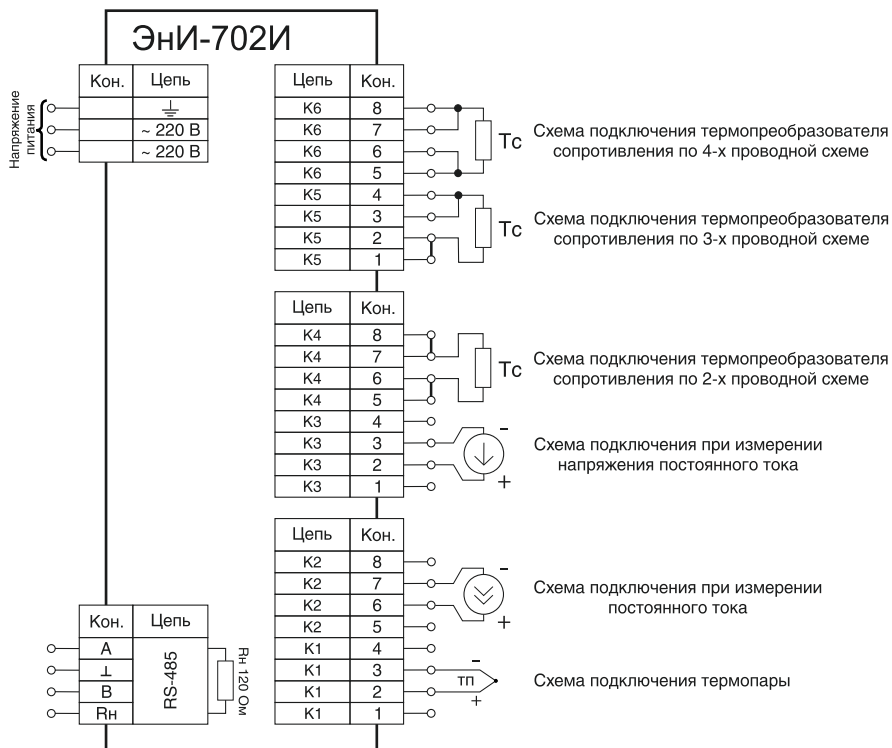 ЭнИ-702И
Напряжение
питания
Кон. Цепь
~ 220 В
~ 220 В
Цепь Кон.
К6 8
К6 7
К6 6
К6 5
К5 4
К5 3
К5 2
К5 1
Тс
Схема подключения термопреобразователя
сопротивления по 4-х проводной схеме
Тс
Схема подключения термопреобразователя
сопротивления по 3-х проводной схеме
Цепь Кон.
К4 8
К4 7
К4 6
К4 5
К3 4
К3 3
К3 2
К3 1
Тс
Схема подключения термопреобразователя
сопротивления по 2-х проводной схеме
-
+
Схема подключения при измерении
напряжения постоянного тока
Цепь Кон.
К2 8
К2 7
К2 6
К2 5
К1 4
К1 3
К1 2
К1 1
-
+
Схема подключения при измерении
постоянного тока
-
ТП
+
Схема подключения термопары
Кон. Цепь
А
⊥
В
Rн
RS-485
Rн 120 Ом